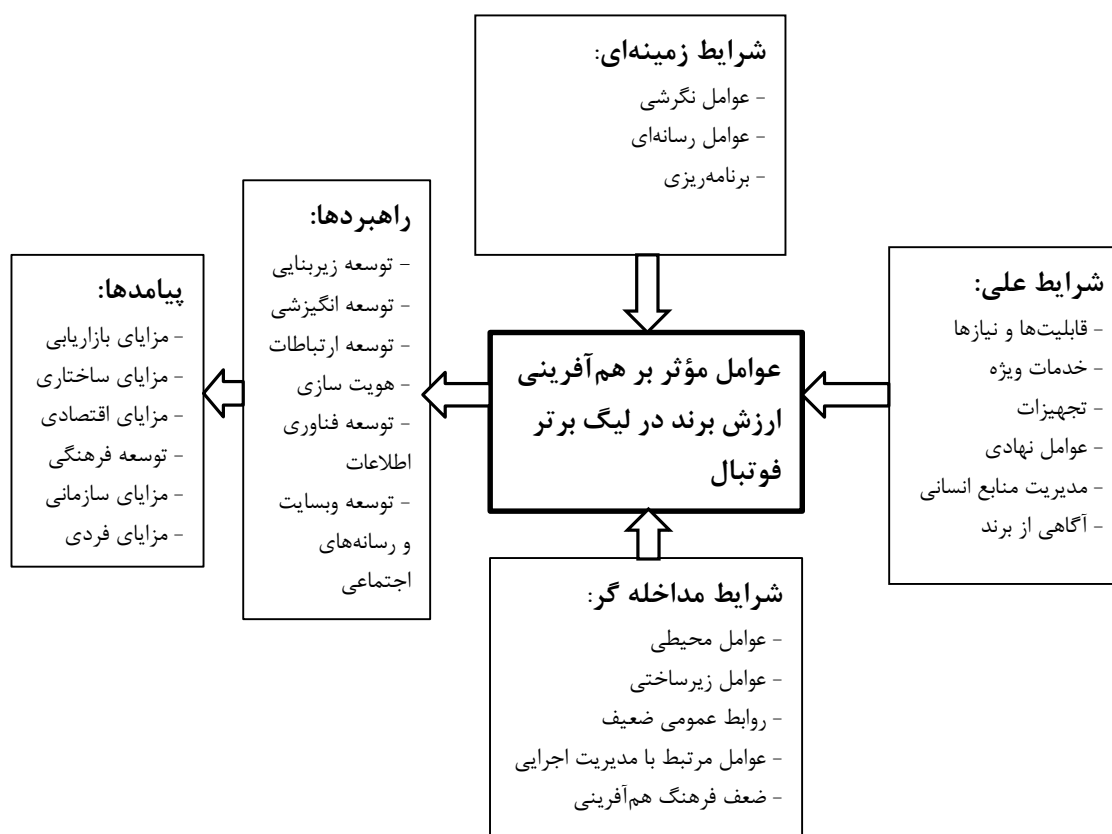 شرایط زمینه‌ای:
- عوامل نگرشی
- عوامل رسانه‌ای
- برنامه‌ریزی
شرایط علی:
- قابلیت‌ها و نیازها
- خدمات ویژه
- تجهیزات
- عوامل نهادی
- مدیریت منابع انسانی
- آگاهی از برند
عوامل مؤثر بر هم‌آفرینی
ارزش برند در لیگ برتر
فوتبال
شرایط مداخله گر:
- عوامل محیطی
- عوامل زیرساختی
- روابط عمومی ضعیف
- عوامل مرتبط با مدیریت اجرایی
- ضعف فرهنگ هم‌آفرینی
راهبردها:
- توسعه زیربنایی
- توسعه انگیزشی
- توسعه ارتباطات
- هویت سازی
- توسعه فناوری
اطلاعات
- توسعه وبسایت
و رسانه‌های
اجتماعی
پیامدها:
- مزایای بازاریابی
- مزایای ساختاری
- مزایای اقتصادی
- توسعه فرهنگی
- مزایای سازمانی
- مزایای فردی